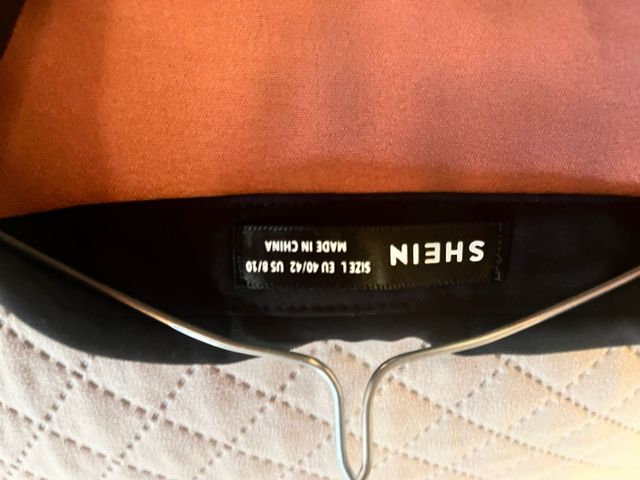 SHEIN
SIZE L EU 40/42 US 8/10
MADE IN CHINA